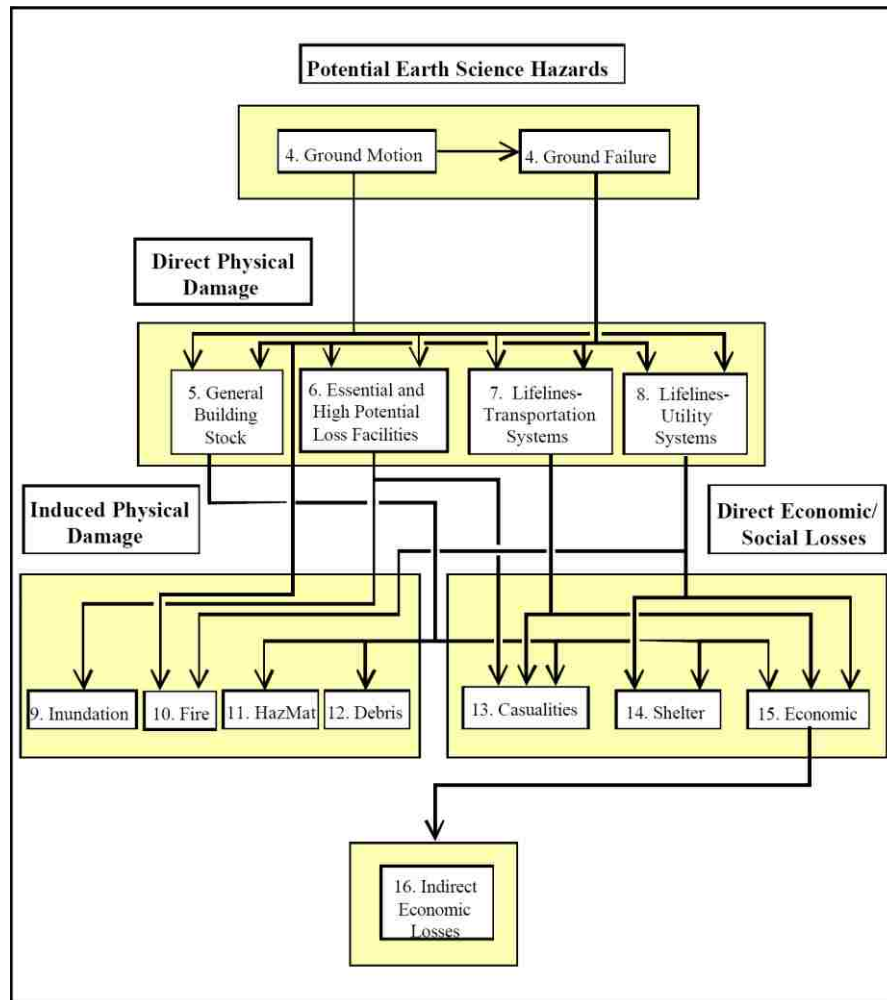 Potential Earth Science Hazards
4. Ground Motion
4. Ground Failure
Direct Physical
Damage
5. General
Building
Stock
6. Essential and
High Potential
Loss Facilities
7. Lifelines-
Transportation
Systems
8. Lifelines-
Utility
Systems
Induced Physical
Damage
Direct Economic/
Social Losses
9. Inundation
10. Fire
11. HazMat
12. Debris
13. Casualities
14. Shelter
15. Economic
16. Indirect
Economic
Losses